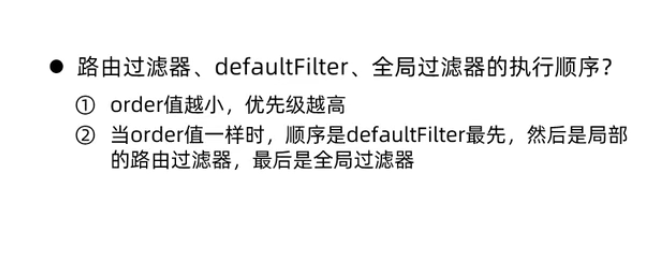 ● 路由过滤器、defaultFilter、全局过滤器的执行顺序?
① order值越小，优先级越高
② 当order值一样时，顺序是defaultFilter最先，然后是局部
的路由过滤器，最后是全局过滤器